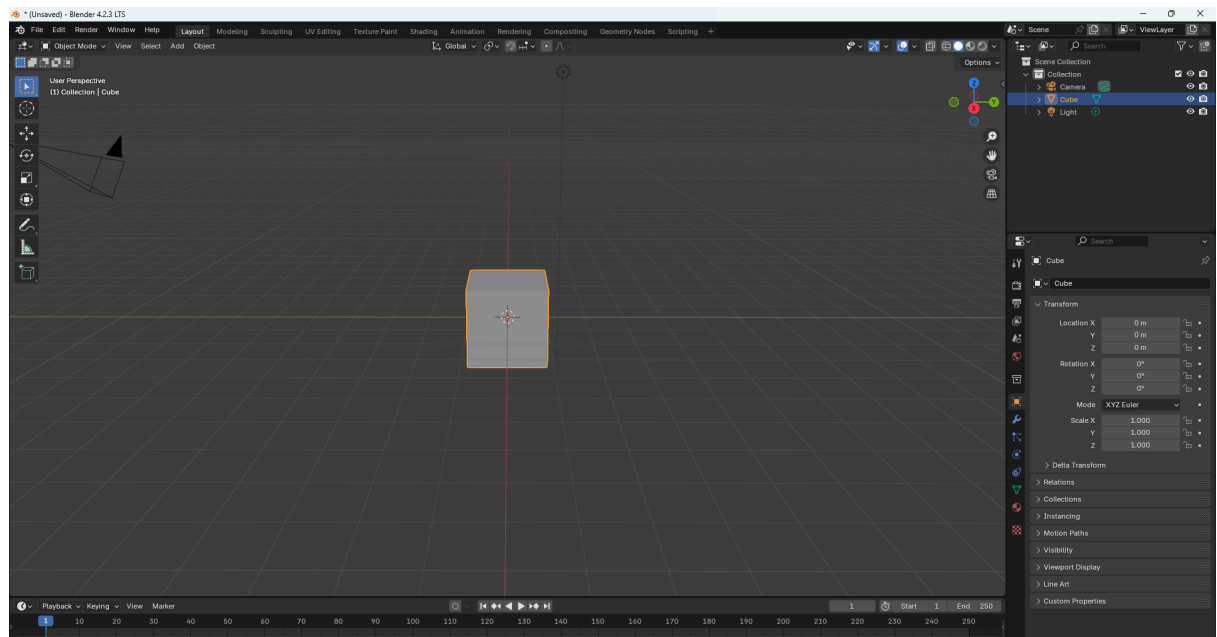 * (Unsaved) - Blender 4.2.3 LTS
File Edit Render Window Help Layout Modeling Sculpting UV Editing Texture Paint Shading Animation Rendering Compositing Geometry Nodes Scripting + Scene ViewLayer
Object Mode View Select Add Object Global Search
Options
User Perspective
(1) Collection | Cube
Z
Y
X
Scene Collection
Collection
Camera
Cube
Light
Search
Cube
Cube
Transform
Location X 0 m
Y 0 m
Z 0 m
Rotation X 0°
Y 0°
Z 0°
Mode XYZ Euler
Scale X 1.000
Y 1.000
Z 1.000
Delta Transform
Relations
Collections
Instancing
Motion Paths
Visibility
Viewport Display
Line Art
Custom Properties
Playback Keying View Marker 1 Start 1 End 250
1 10 20 30 40 50 60 70 80 90 100 110 120 130 140 150 160 170 180 190 200 210 220 230 240 250